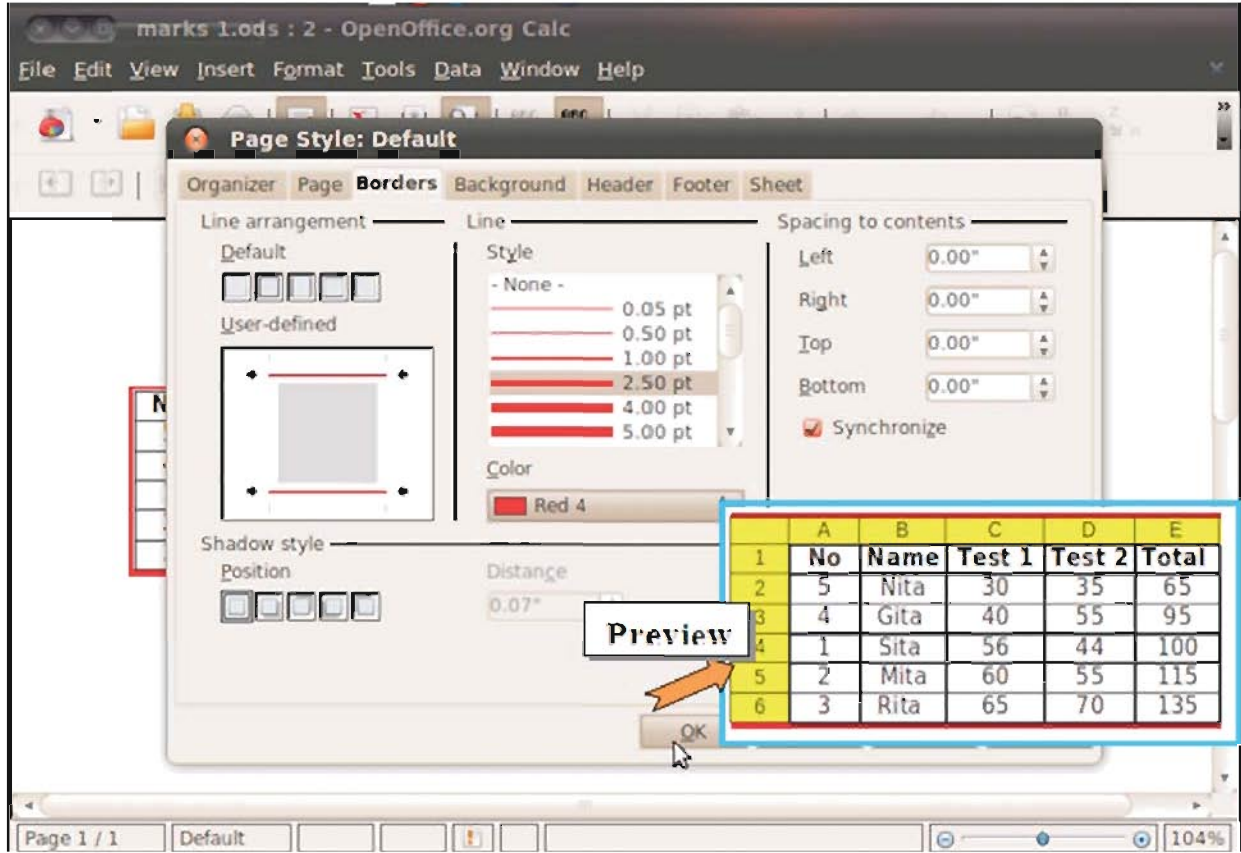 marks 1.ods : 2 - OpenOffice.org Calc
File Edit View Insert Format Tools Data Window Help
Page Style: Default
Organizer Page Borders Background Header Footer Sheet
Line arrangement
Default
User-defined
Line
Style
- None -
0.05 pt
0.50 pt
1.00 pt
2.50 pt
4.00 pt
5.00 pt
Color
Red 4
Spacing to contents
Left 0.00"
Right 0.00"
Top 0.00"
Bottom 0.00"
Synchronize
Shadow style
Position
Distance
0.07"
Preview
A B C D E
1 No Name Test 1 Test 2 Total
2 5 Nita 30 35 65
3 4 Gita 40 55 95
4 1 Sita 56 44 100
5 2 Mita 60 55 115
6 3 Rita 65 70 135
OK
N
Page 1 / 1 Default 104%